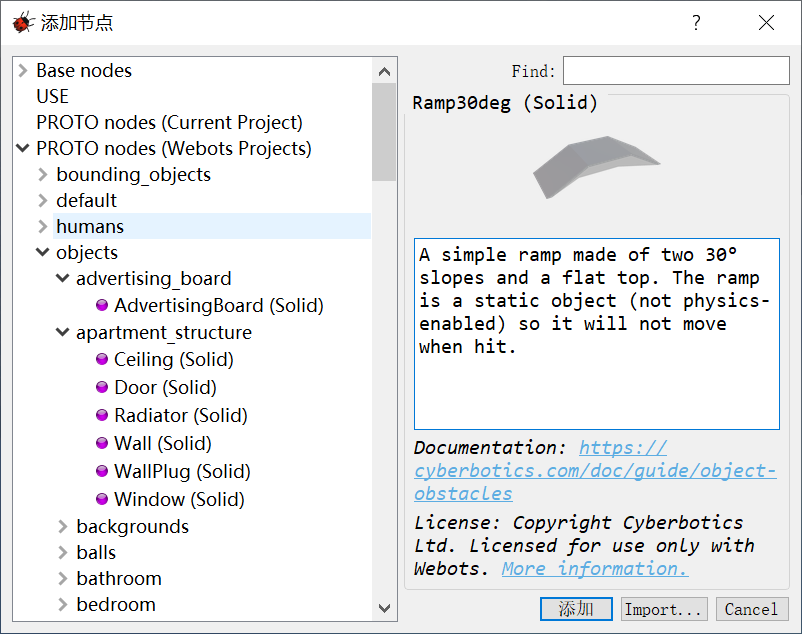 添加节点
?
Base nodes
USE
PROTO nodes (Current Project)
PROTO nodes (Webots Projects)
bounding_objects
default
humans
objects
advertising_board
AdvertisingBoard (Solid)
apartment_structure
Ceiling (Solid)
Door (Solid)
Radiator (Solid)
Wall (Solid)
WallPlug (Solid)
Window (Solid)
backgrounds
balls
bathroom
bedroom
Find:
Ramp30deg (Solid)
A simple ramp made of two 30°
slopes and a flat top. The ramp
is a static object (not physics-
enabled) so it will not move
when hit.
Documentation: https://
cyberbotics.com/doc/guide/object-
obstacles
License: Copyright Cyberbotics
Ltd. Licensed for use only with
Webots. More information.
添加
Import...
Cancel